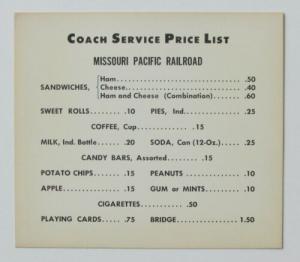 COACH SERVICE PRICE LIST
MISSOURI PACIFIC RAILROAD
Ham .50
SANDWICHES, Cheese .40
Ham and Cheese (Combination) .60
SWEET ROLLS .10 PIES, Ind. .25
COFFEE, Cup .15
MILK, Ind. Bottle .20 SODA, Can (12-Oz.) .25
CANDY BARS, Assorted .15
POTATO CHIPS .15 PEANUTS .10
APPLE .15 GUM or MINTS .10
CIGARETTES .50
PLAYING CARDS .75 BRIDGE 1.50